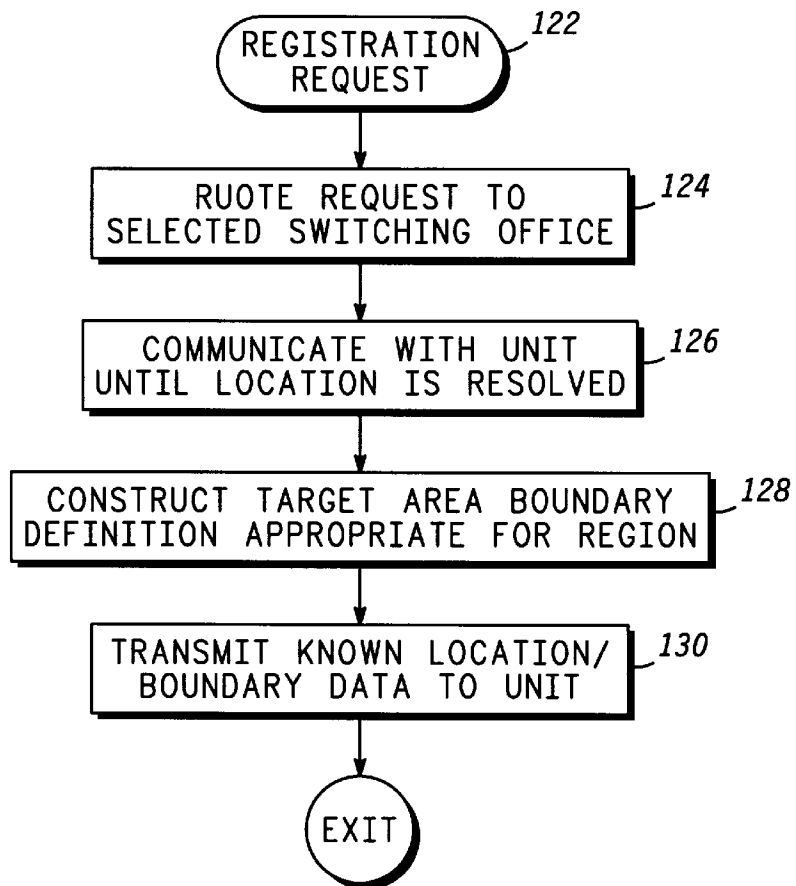 REGISTRATION
REQUEST
122
RUOTE REQUEST TO
SELECTED SWITCHING OFFICE
124
COMMUNICATE WITH UNIT
UNTIL LOCATION IS RESOLVED
126
CONSTRUCT TARGET AREA BOUNDARY
DEFINITION APPROPRIATE FOR REGION
128
TRANSMIT KNOWN LOCATION/
BOUNDARY DATA TO UNIT
130
EXIT